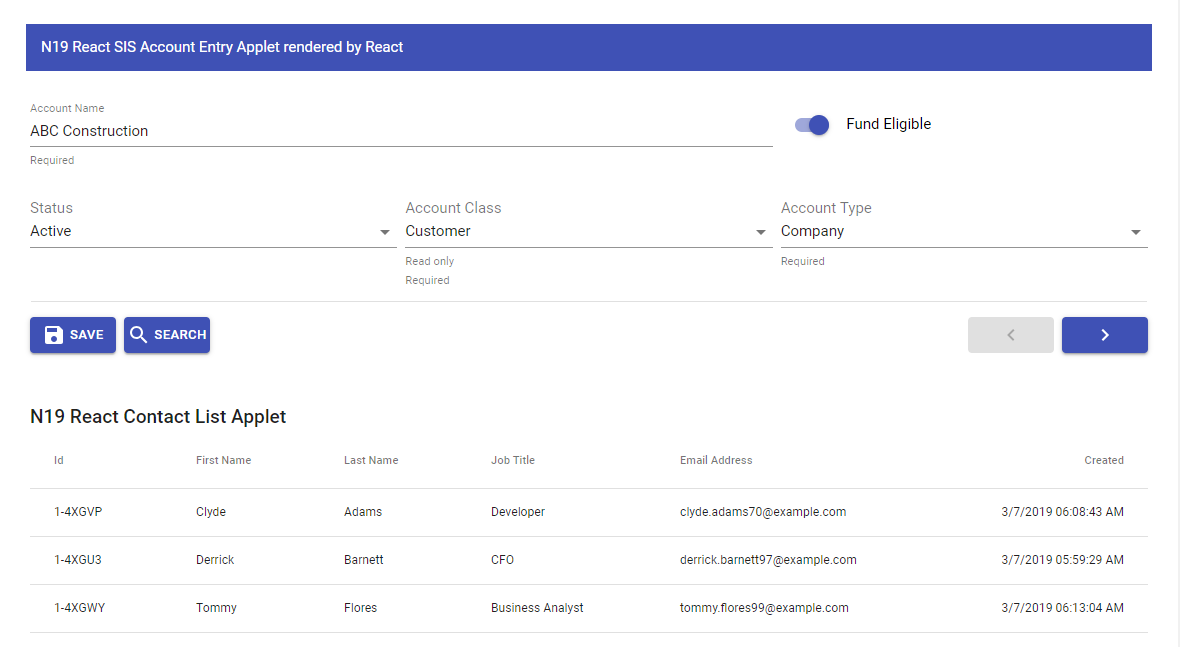 N19 React SIS Account Entry Applet rendered by React
Account Name
ABC Construction
Fund Eligible
Required
Status Account Class Account Type
Active Customer Company
Read only Required
Required
SAVE SEARCH
N19 React Contact List Applet
Id First Name Last Name Job Title Email Address Created
1-4XGVP Clyde Adams Developer clyde.adams70@example.com 3/7/2019 06:08:43 AM
1-4XGU3 Derrick Barnett CFO derrick.barnett97@example.com 3/7/2019 05:59:29 AM
1-4XGWY Tommy Flores Business Analyst tommy.flores99@example.com 3/7/2019 06:13:04 AM